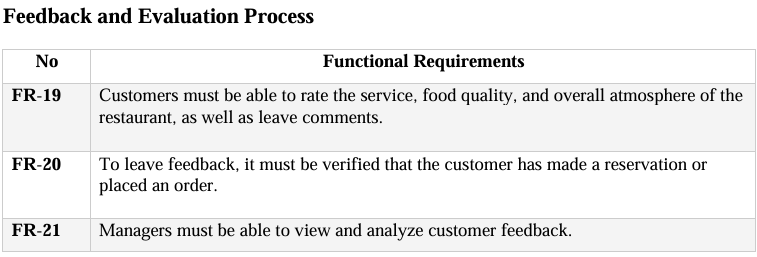 Feedback and Evaluation Process
No Functional Requirements
FR-19 Customers must be able to rate the service, food quality, and overall atmosphere of the
restaurant, as well as leave comments.
FR-20 To leave feedback, it must be verified that the customer has made a reservation or
placed an order.
FR-21 Managers must be able to view and analyze customer feedback.